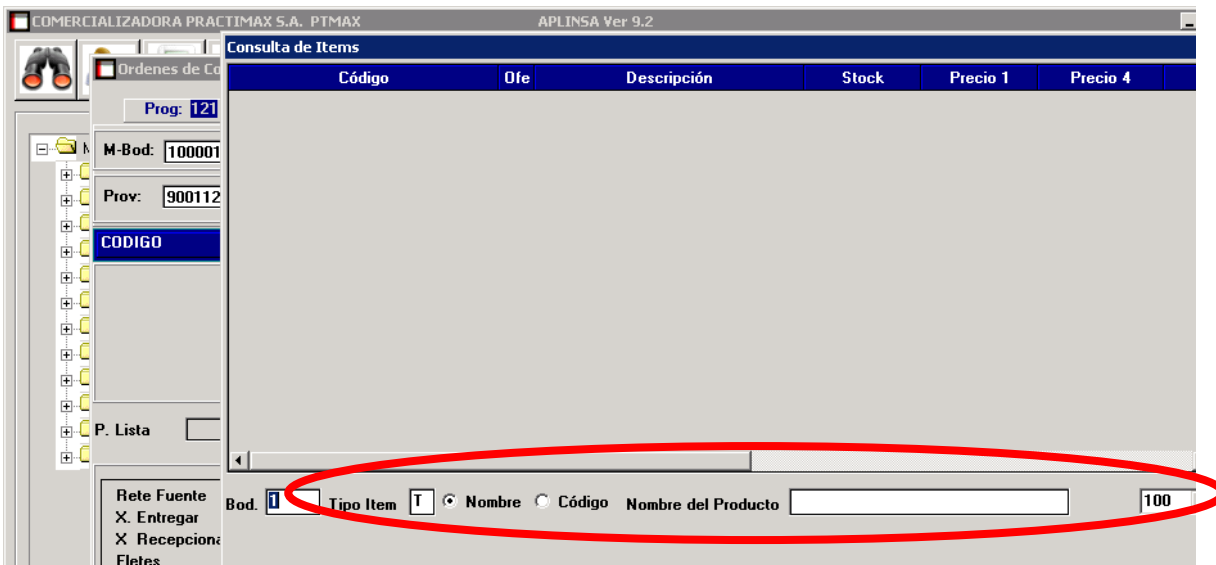 COMERCIALIZADORA PRACTIMAX S.A. PTMAX APLINSA Ver 9.2
Consulta de Items
Ordenes de Co
Código Ofe Descripción Stock Precio 1 Precio 4
Prog: 121
M-Bod: 100001
Prov: 900112
CODIGO
P. Lista
Bod. 1 Tipo Item T Nombre Código Nombre del Producto 100
Rete Fuente
X. Entregar
X Recepciona
Fletes